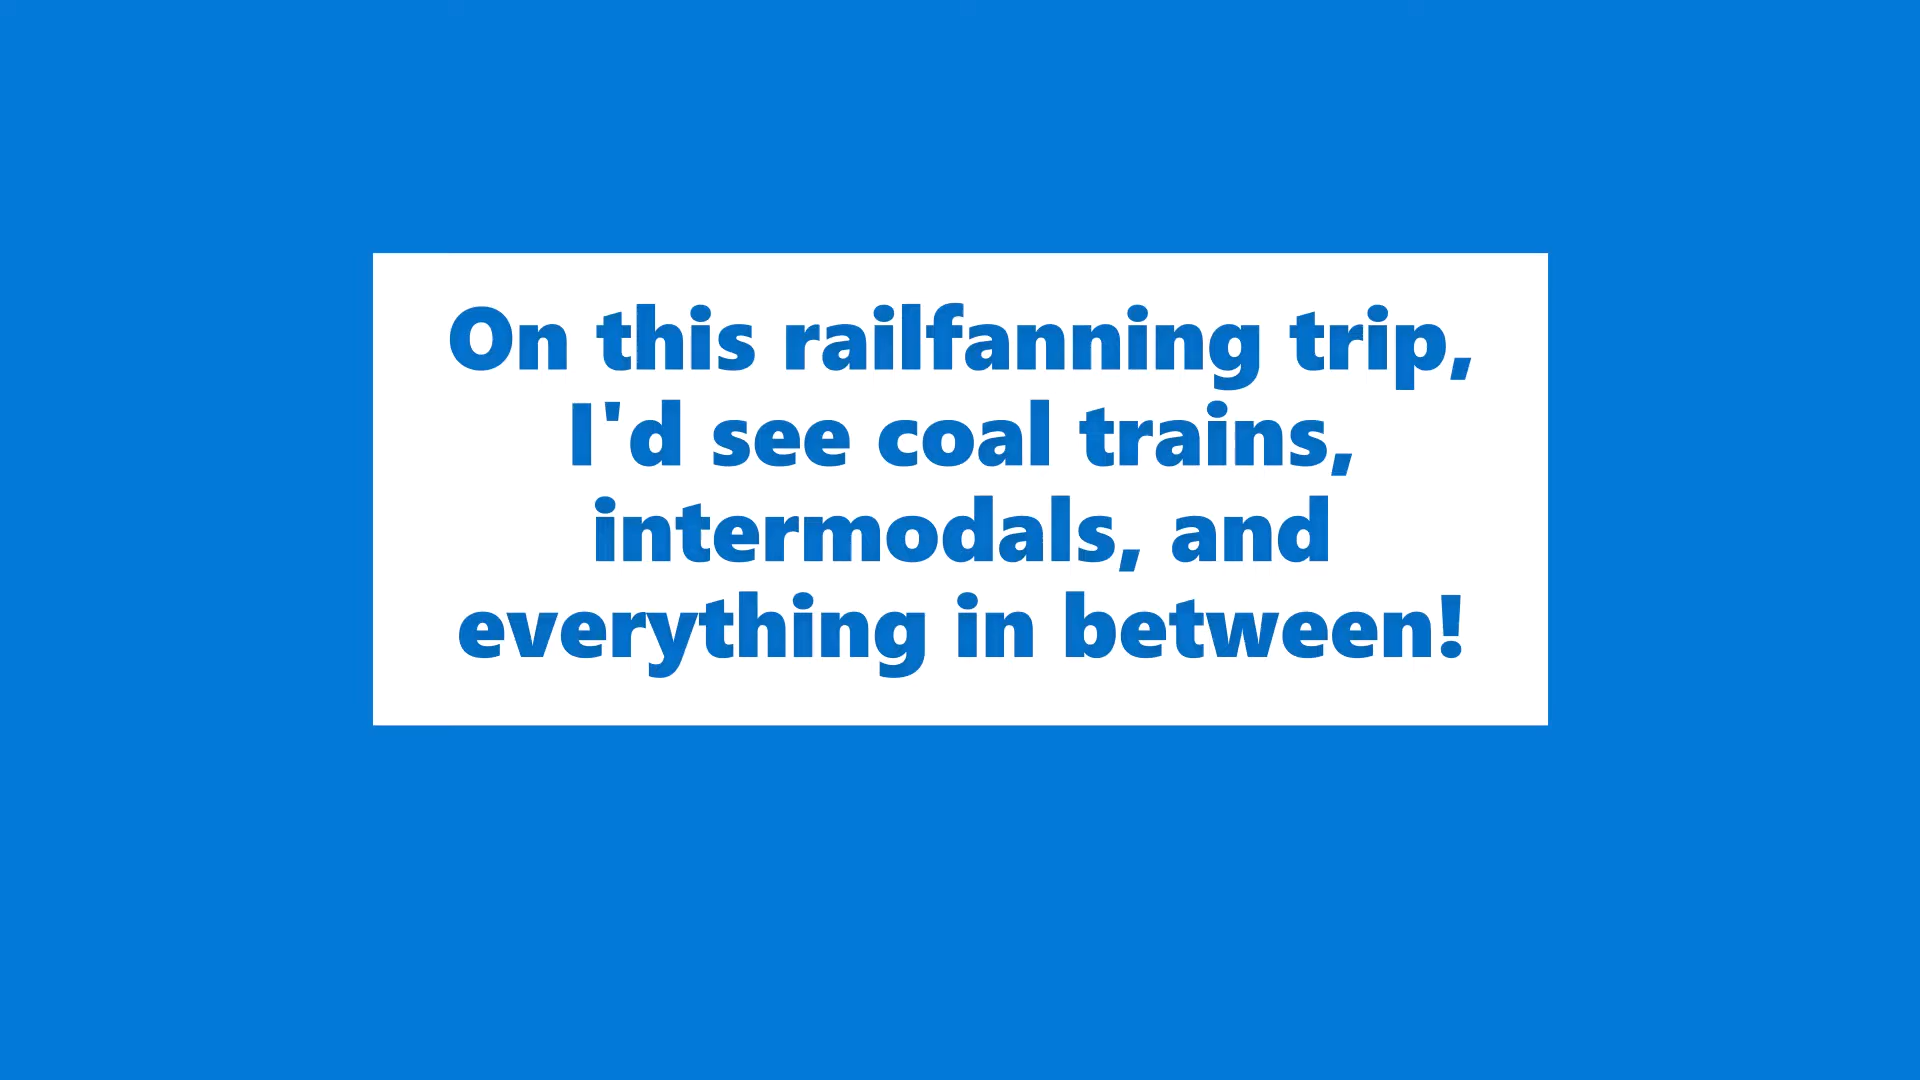 On this railfanning trip,
I'd see coal trains,
intermodals, and
everything in between!